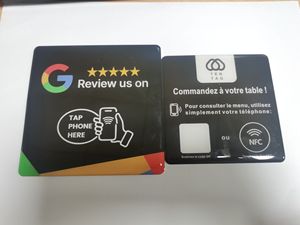 G
Review us on
TAP
PHONE
HERE
TEK
TAG
Commandez à votre table !
Pour consulter le menu, utilisez
simplement votre téléphone:
ou
NFC